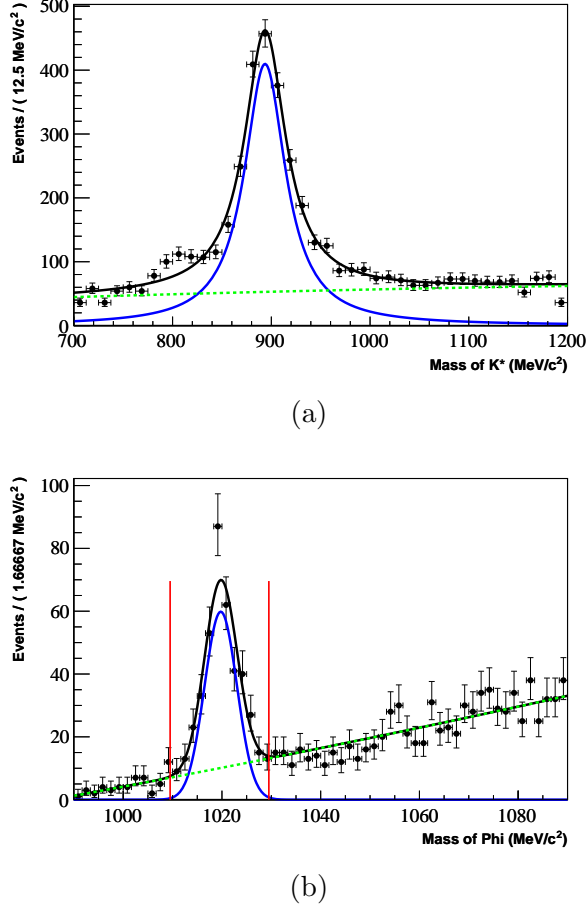 Events / ( 12.5 MeV/c²)
500
400
300
200
100
0
700 800 900 1000 1100 1200
Mass of K* (MeV/c²)
(a)
Events / ( 1.66667 MeV/c²)
100
80
60
40
20
0
1000 1020 1040 1060 1080
Mass of Phi (MeV/c²)
(b)